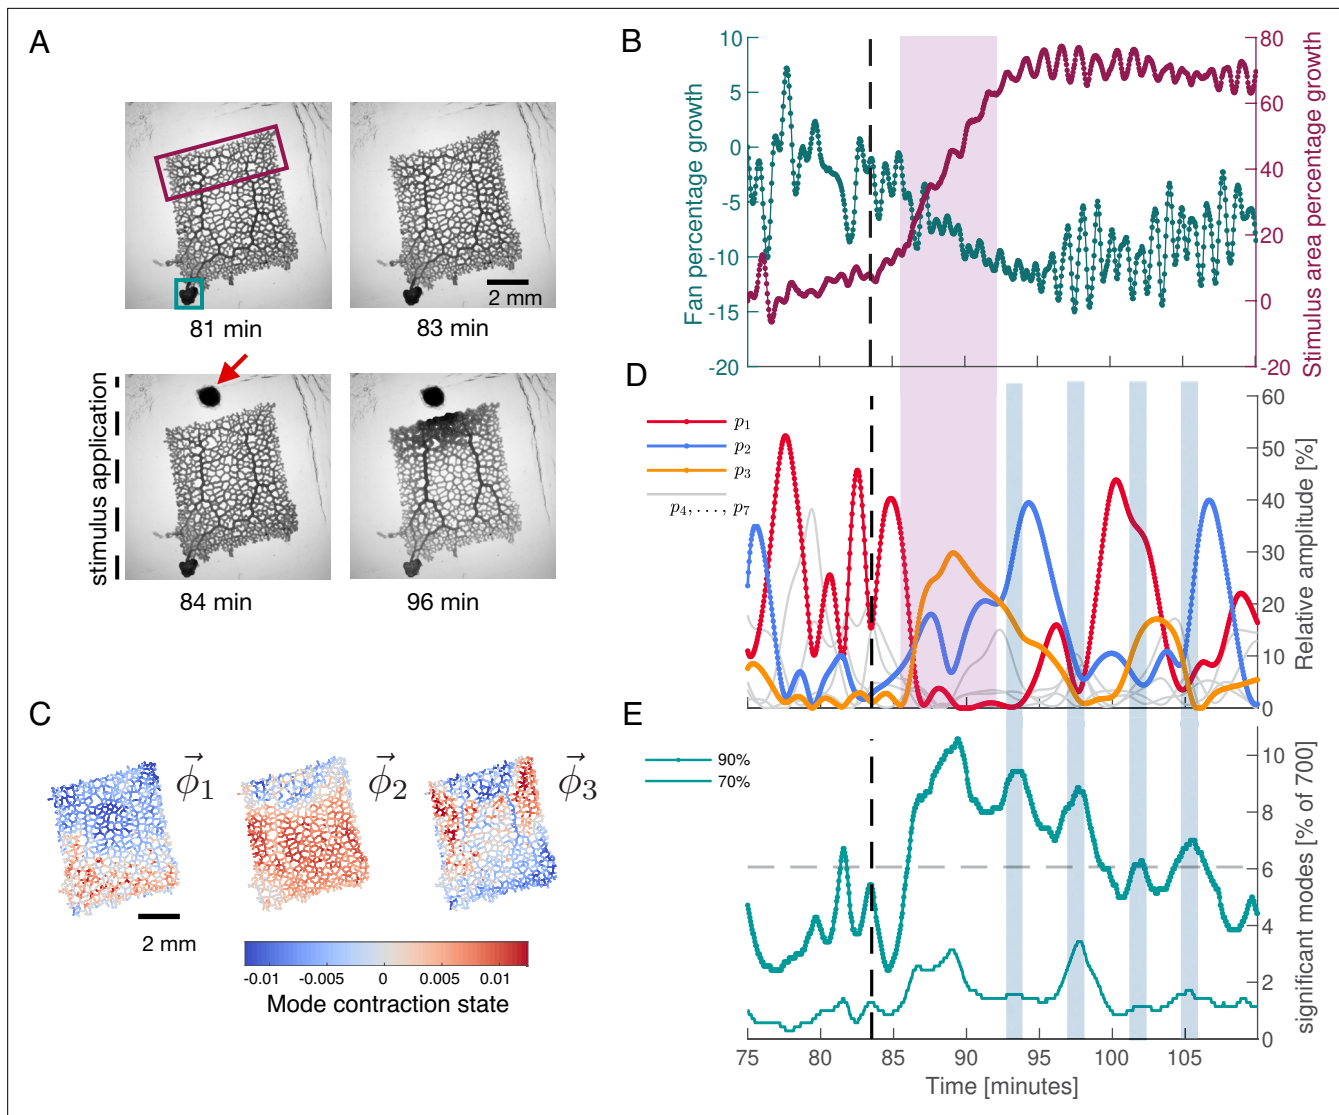 A
81 min
83 min
2 mm
stimulus application
84 min
96 min
B
Fan percentage growth
10
5
0
-5
-10
-15
-20
80
60
40
20
0
-20
Stimulus area percentage growth
C
ϕ⃗1
ϕ⃗2
ϕ⃗3
2 mm
-0.01 -0.005 0 0.005 0.01
Mode contraction state
D
p1
p2
p3
p4, . . . , p7
60
50
40
30
20
10
0
Relative amplitude [%]
E
90%
70%
10
8
6
4
2
0
significant modes [% of 700]
75 80 85 90 95 100 105
Time [minutes]